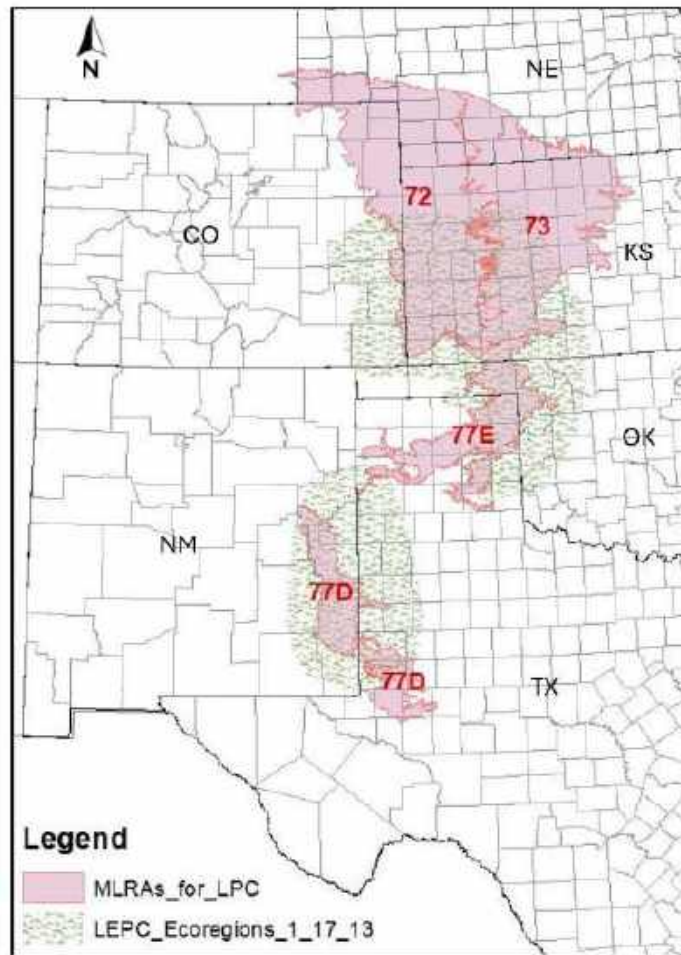 N
NE
72
73
CO
KS
77E
OK
NM
77D
77D
TX
Legend
MLRAs_for_LPC
LEPC_Ecoregions_1_17_13